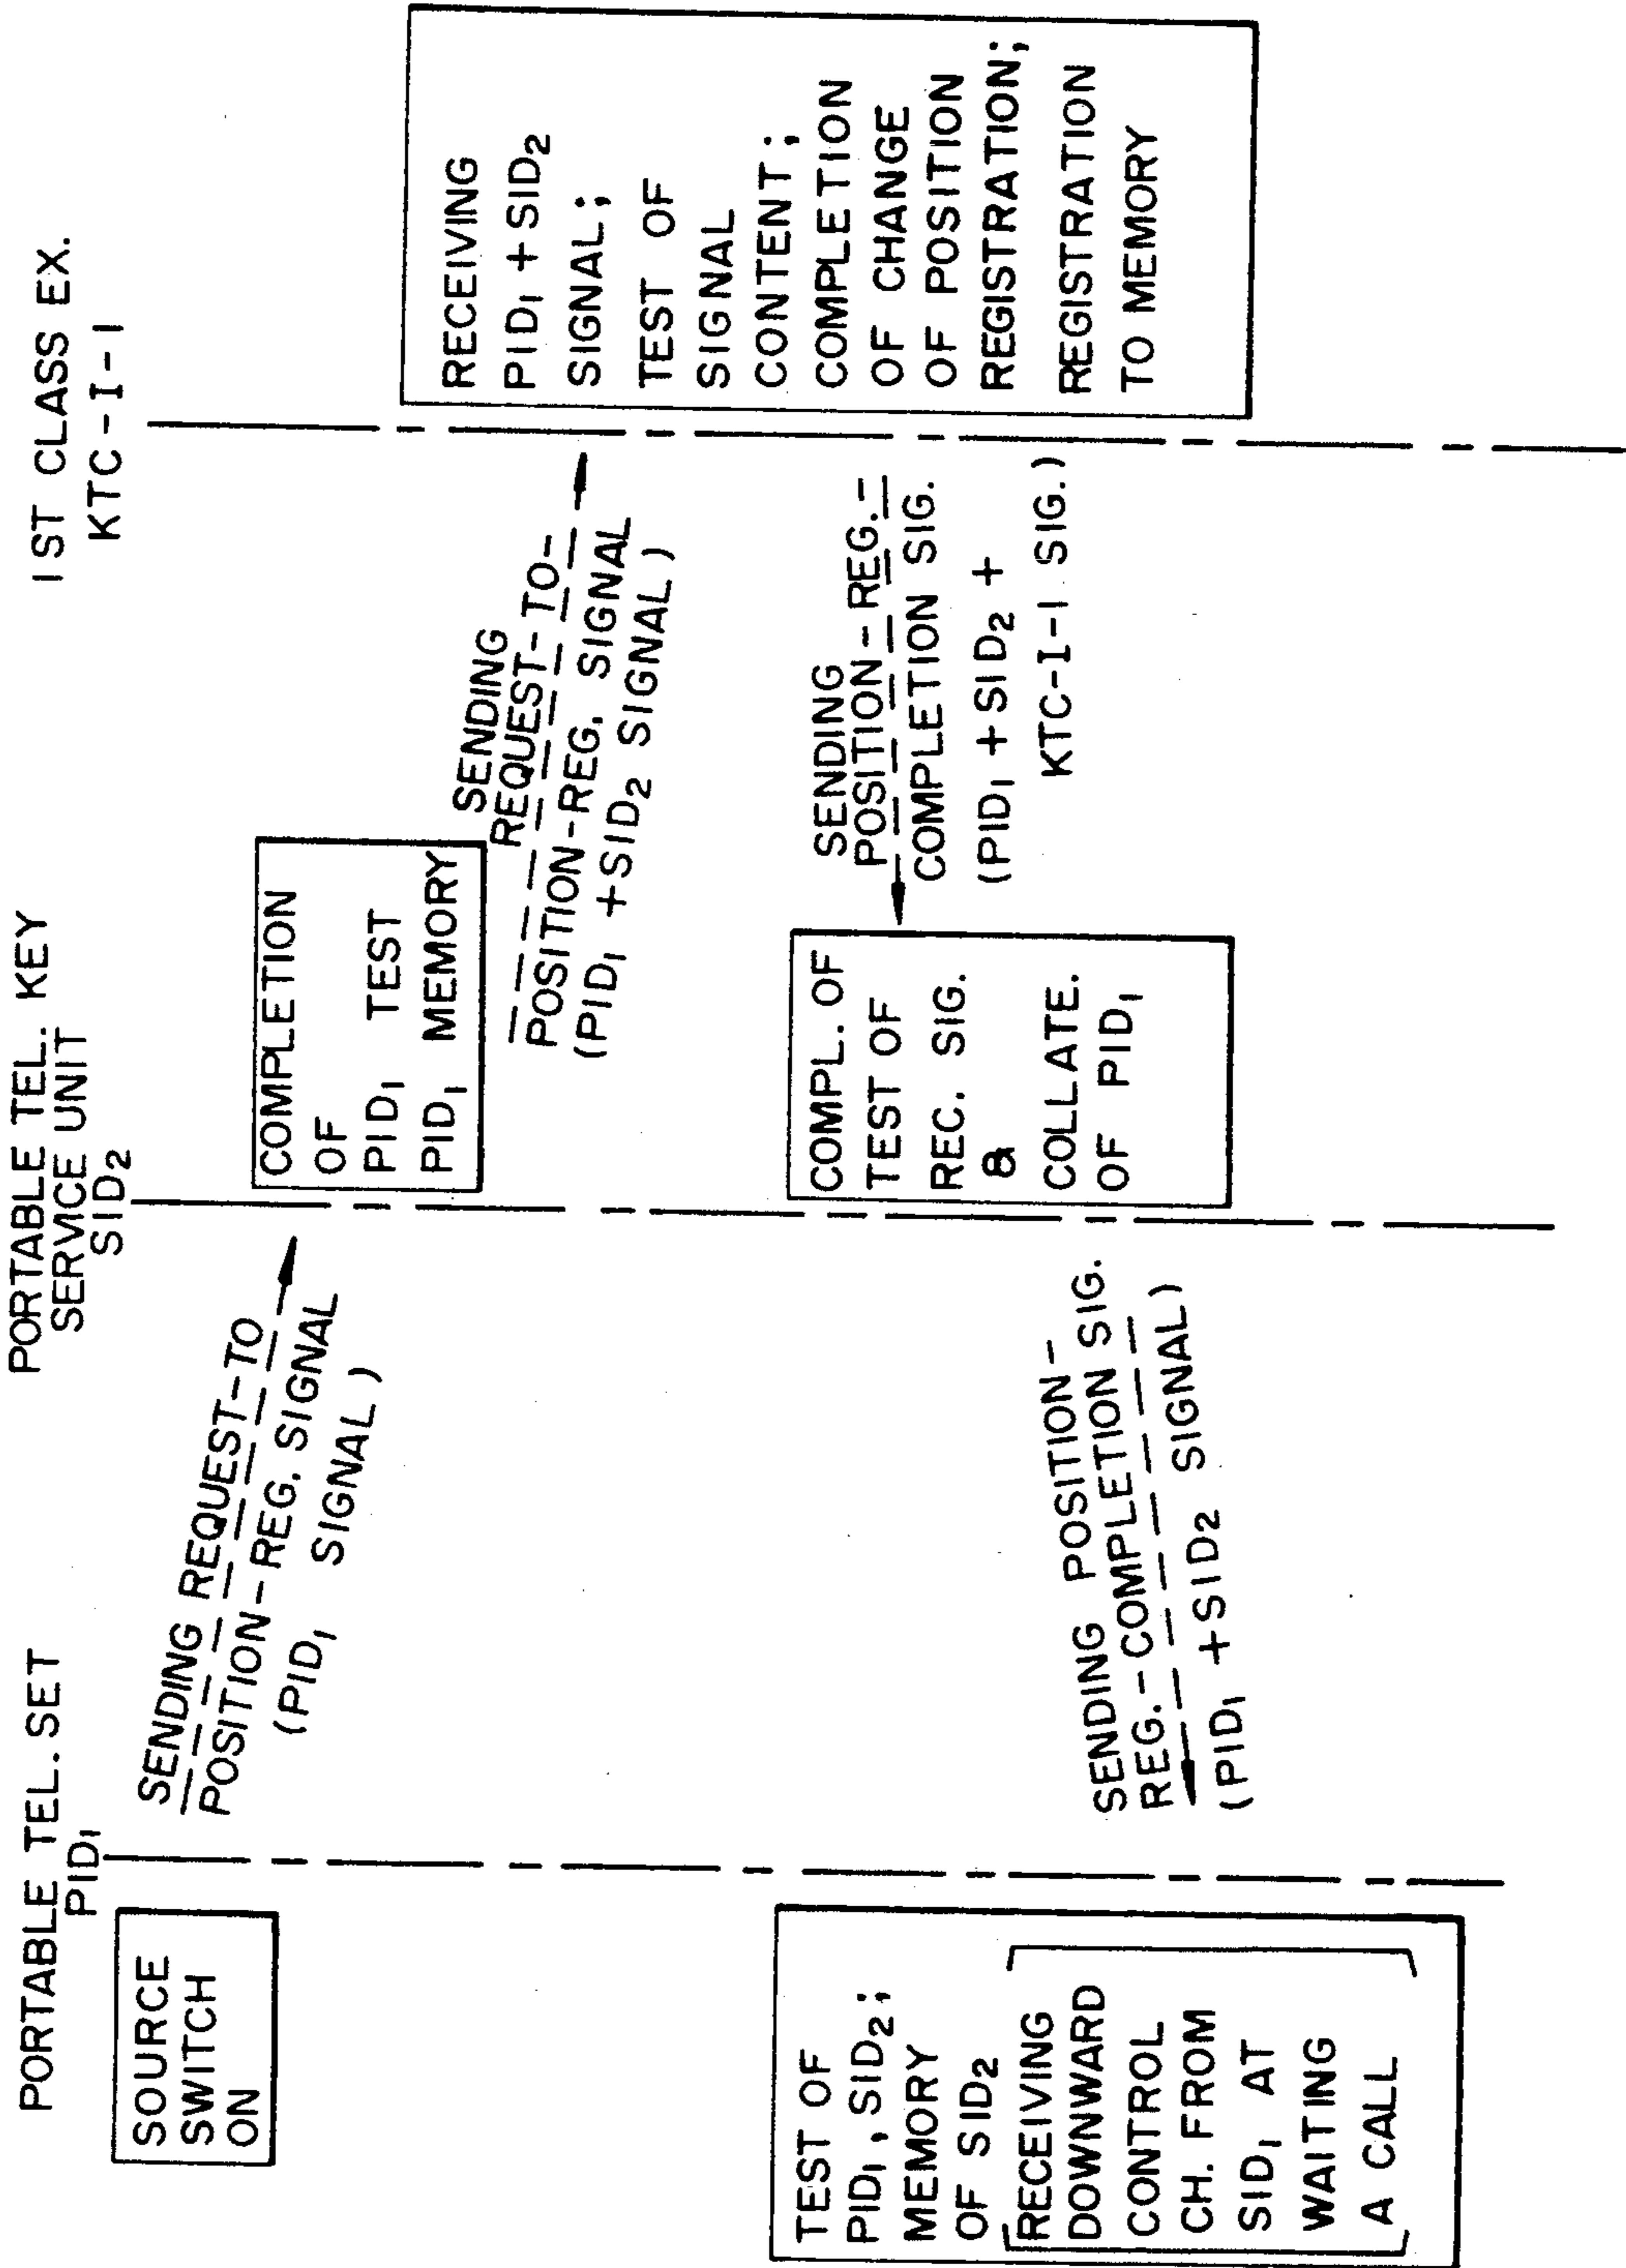 PORTABLE TEL. SET
PID₁
PORTABLE TEL. KEY
SERVICE UNIT
SID₂
1ST CLASS EX.
KTC-I-1
SOURCE
SWITCH
ON
SENDING REQUEST-TO
POSITION-REG. SIGNAL
(PID₁ SIGNAL)
COMPLETION
OF
PID₁ TEST
PID₁ MEMORY
SENDING
REQUEST-TO-
POSITION-REG. SIGNAL
(PID₁ + SID₂ SIGNAL)
RECEIVING
PID₁ + SID₂
SIGNAL;
TEST OF
SIGNAL
CONTENT;
COMPLETION
OF CHANGE
OF POSITION
REGISTRATION;
REGISTRATION
TO MEMORY
SENDING
POSITION-REG.-
COMPLETION SIG.
(PID₁ + SID₂ +
KTC-I-1 SIG.)
COMPL. OF
TEST OF
REC. SIG.
&
COLLATE.
OF PID₁
SENDING POSITION-
REG.-COMPLETION SIG.
(PID₁ + SID₂ SIGNAL)
TEST OF
PID₁, SID₂;
MEMORY
OF SID₂
RECEIVING
DOWNWARD
CONTROL
CH. FROM
SID₁ AT
WAITING
A CALL